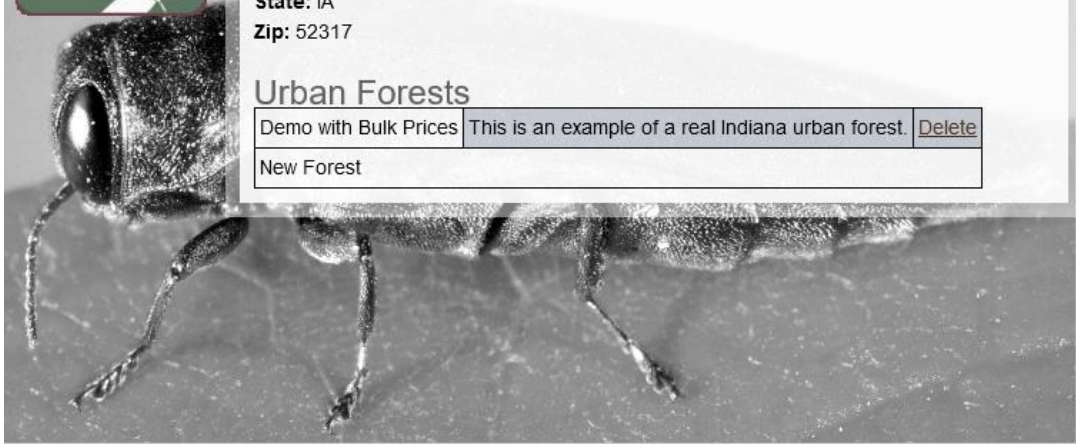 State: IA
Zip: 52317
Urban Forests
Demo with Bulk Prices This is an example of a real Indiana urban forest. Delete
New Forest